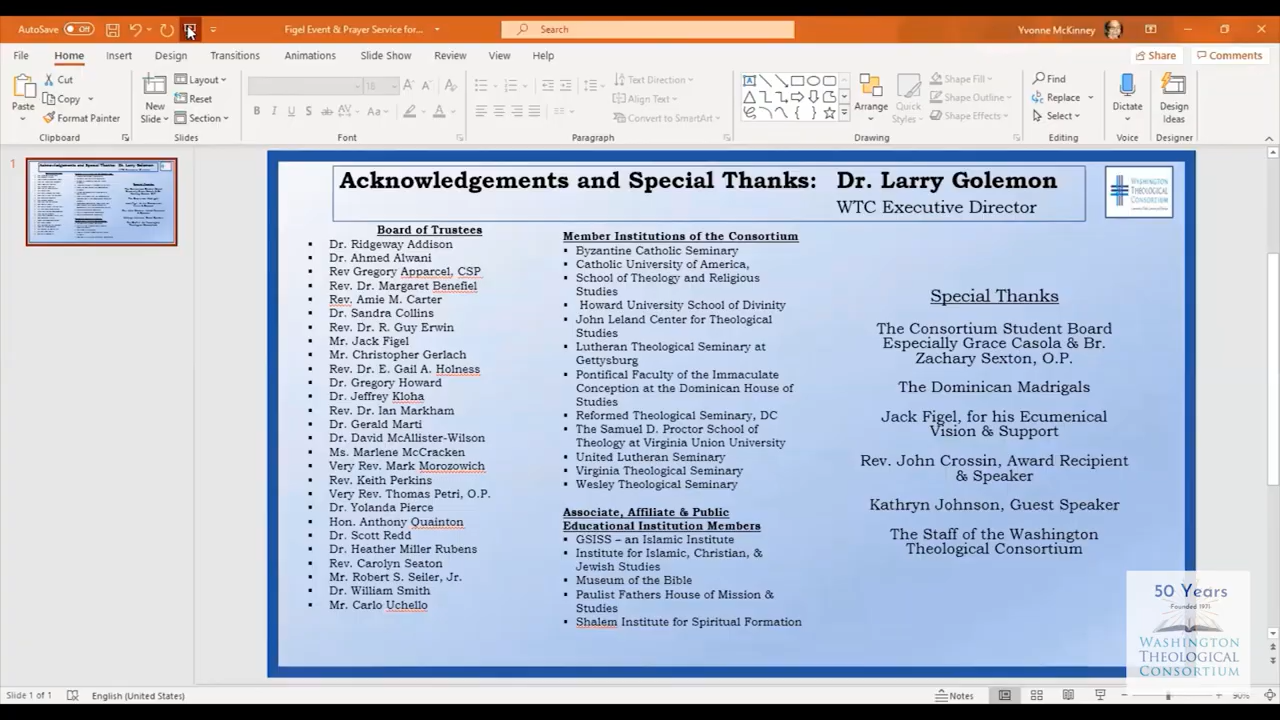 AutoSave
Off
Figel Event & Prayer Service for...
Search
Yvonne McKinney
File
Home
Insert
Design
Transitions
Animations
Slide Show
Review
View
Help
Share
Comments
Paste
Cut
Copy
Format Painter
Clipboard
New
Slide
Layout
Reset
Section
Slides
18
Font
Text Direction
Align Text
Convert to SmartArt
Paragraph
Arrange
Quick
Styles
Shape Fill
Shape Outline
Shape Effects
Drawing
Find
Replace
Select
Editing
Dictate
Voice
Design
Ideas
Designer
1
Acknowledgements and Special Thanks: Dr. Larry Golemon
WTC Executive Director
WASHINGTON
THEOLOGICAL
CONSORTIUM
Board of Trustees
Dr. Ridgeway Addison
Dr. Ahmed Alwani
Rev Gregory Apparcel, CSP
Rev. Dr. Margaret Benefiel
Rev. Amie M. Carter
Dr. Sandra Collins
Rev. Dr. R. Guy Erwin
Mr. Jack Figel
Mr. Christopher Gerlach
Rev. Dr. E. Gail A. Holness
Dr. Gregory Howard
Dr. Jeffrey Kloha
Rev. Dr. Ian Markham
Dr. Gerald Marti
Dr. David McAllister-Wilson
Ms. Marlene McCracken
Very Rev. Mark Morozowich
Rev. Keith Perkins
Very Rev. Thomas Petri, O.P.
Dr. Yolanda Pierce
Hon. Anthony Quainton
Dr. Scott Redd
Dr. Heather Miller Rubens
Rev. Carolyn Seaton
Mr. Robert S. Seiler, Jr.
Dr. William Smith
Mr. Carlo Uchello
Member Institutions of the Consortium
Byzantine Catholic Seminary
Catholic University of America,
School of Theology and Religious
Studies
Howard University School of Divinity
John Leland Center for Theological
Studies
Lutheran Theological Seminary at
Gettysburg
Pontifical Faculty of the Immaculate
Conception at the Dominican House of
Studies
Reformed Theological Seminary, DC
The Samuel D. Proctor School of
Theology at Virginia Union University
United Lutheran Seminary
Virginia Theological Seminary
Wesley Theological Seminary
Associate, Affiliate & Public
Educational Institution Members
GSISS – an Islamic Institute
Institute for Islamic, Christian, &
Jewish Studies
Museum of the Bible
Paulist Fathers House of Mission &
Studies
Shalem Institute for Spiritual Formation
Special Thanks
The Consortium Student Board
Especially Grace Casola & Br.
Zachary Sexton, O.P.
The Dominican Madrigals
Jack Figel, for his Ecumenical
Vision & Support
Rev. John Crossin, Award Recipient
& Speaker
Kathryn Johnson, Guest Speaker
The Staff of the Washington
Theological Consortium
50 Years
Founded 1971
WASHINGTON
THEOLOGICAL
CONSORTIUM
Slide 1 of 1
English (United States)
Notes
90%